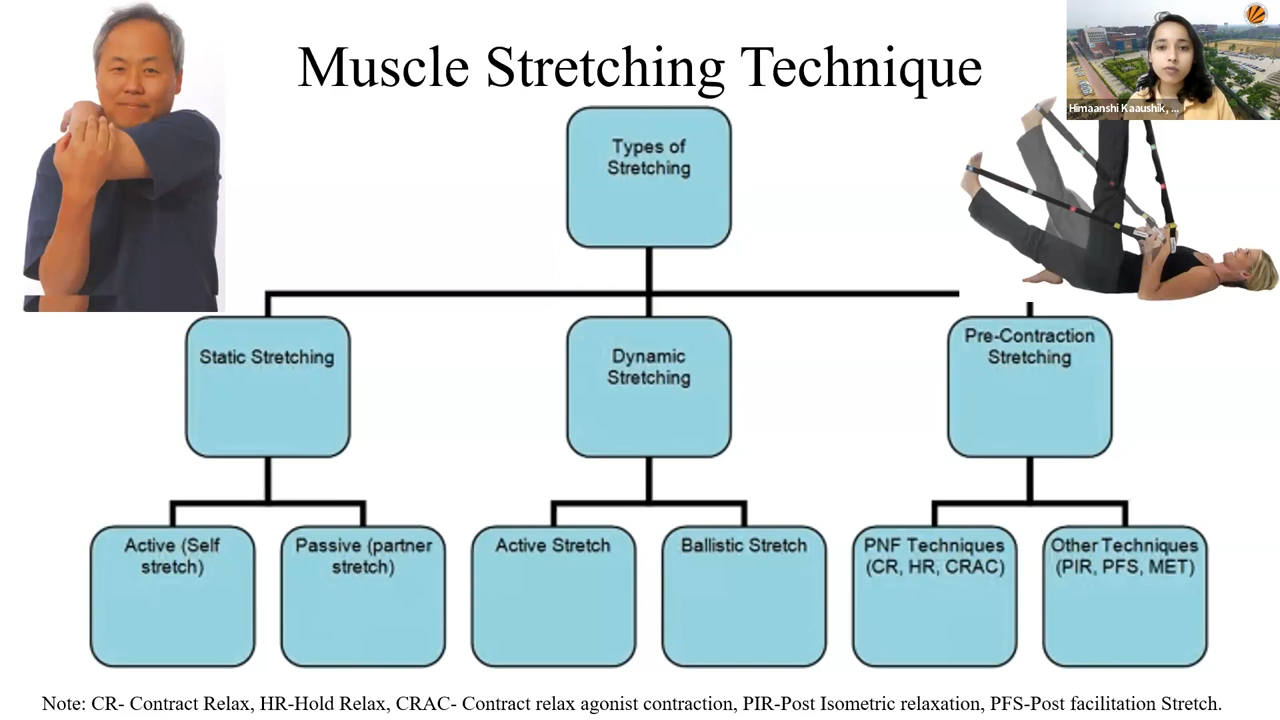 Muscle Stretching Technique
Himaanshi Kaaushik, ...
Types of
Stretching
Static Stretching
Dynamic
Stretching
Pre-Contraction
Stretching
Active (Self
stretch)
Passive (partner
stretch)
Active Stretch
Ballistic Stretch
PNF Techniques
(CR, HR, CRAC)
Other Techniques
(PIR, PFS, MET)
Note: CR- Contract Relax, HR-Hold Relax, CRAC- Contract relax agonist contraction, PIR-Post Isometric relaxation, PFS-Post facilitation Stretch.